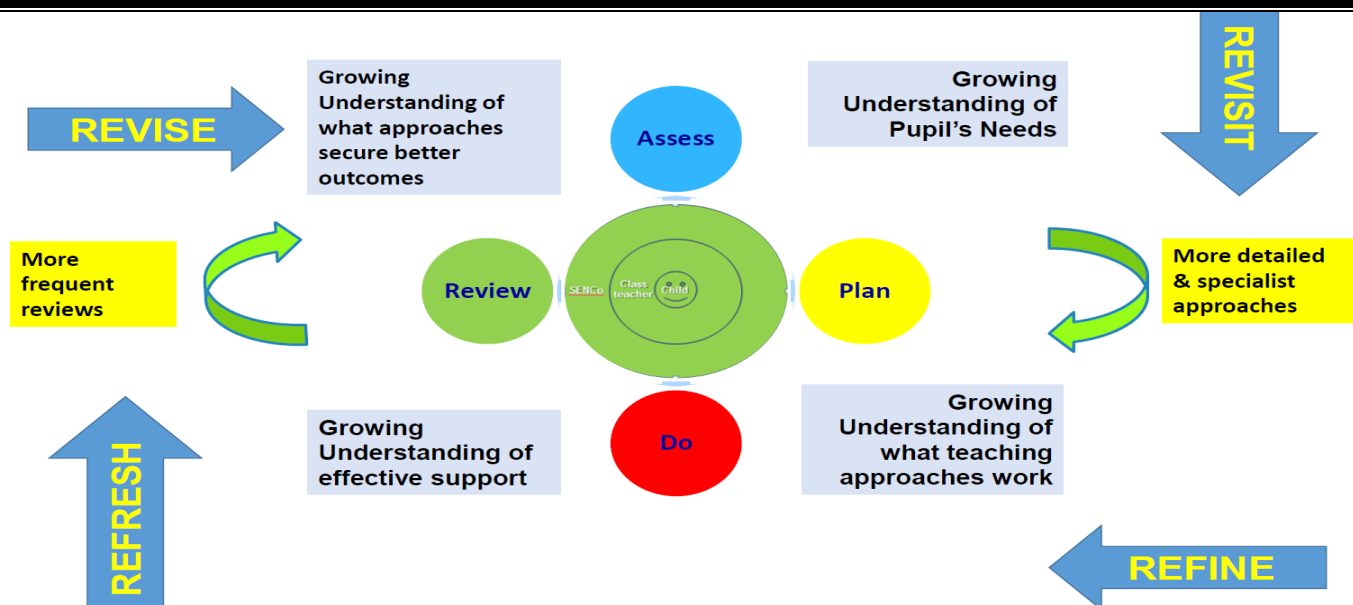 REVISE
Growing
Understanding of
what approaches
secure better
outcomes
Assess
Growing
Understanding of
Pupil's Needs
REVISIT
More
frequent
reviews
Review
SENCo
Class
teacher
Child
Plan
More detailed
& specialist
approaches
REFRESH
Growing
Understanding of
effective support
Do
Growing
Understanding of
what teaching
approaches work
REFINE